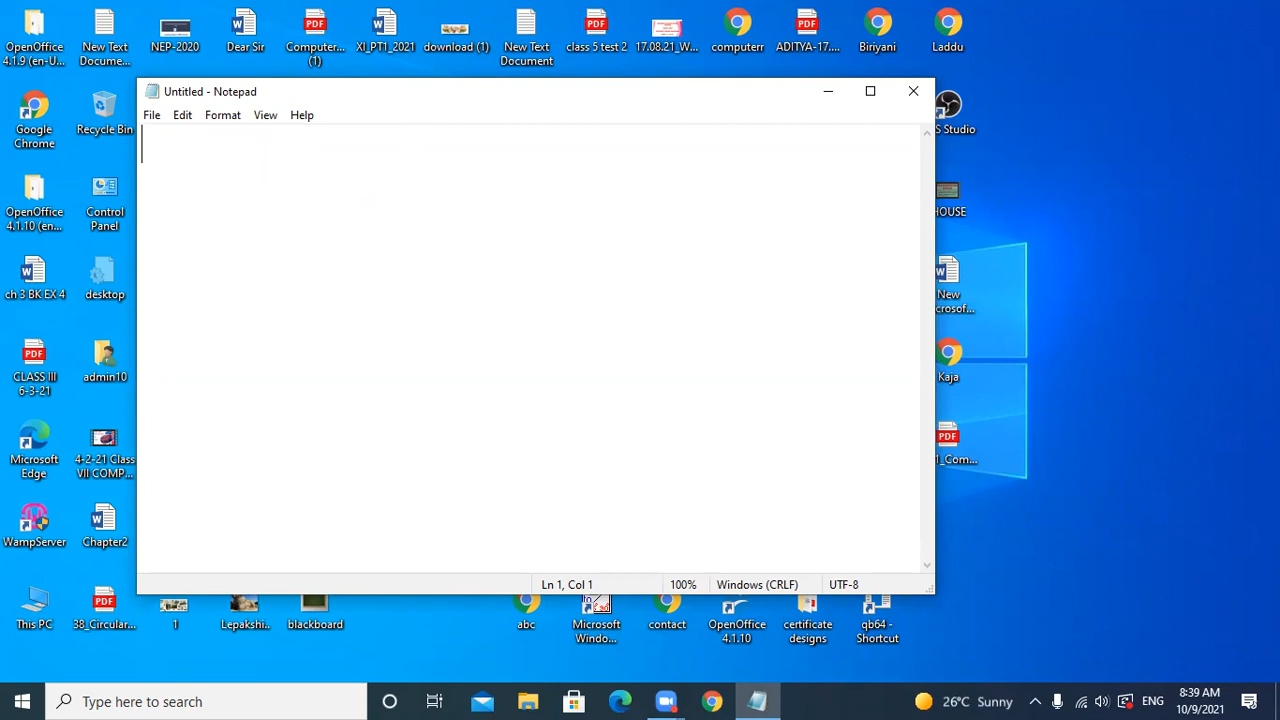 OpenOffice
4.1.9 (en-U...
New Text
Docume...
NEP-2020
Dear Sir
Computer...
(1)
XI_PT1_2021
download (1)
New Text
Document
class 5 test 2
17.08.21_W...
computerr
ADITYA-17....
Biriyani
Laddu
Untitled - Notepad
File Edit Format View Help
Google
Chrome
Recycle Bin
S Studio
OpenOffice
4.1.10 (en...
Control
Panel
HOUSE
ch 3 BK EX 4
desktop
New
icrosof...
CLASS III
6-3-21
admin10
Kaja
Microsoft
Edge
4-2-21 Class
VII COMP...
1_Com...
WampServer
Chapter2
Ln 1, Col 1 100% Windows (CRLF) UTF-8
This PC
38_Circular...
1
Lepakshi...
blackboard
abc
Microsoft
Windo...
contact
OpenOffice
4.1.10
certificate
designs
qb64 -
Shortcut
Type here to search
26°C Sunny
ENG
8:39 AM
10/9/2021